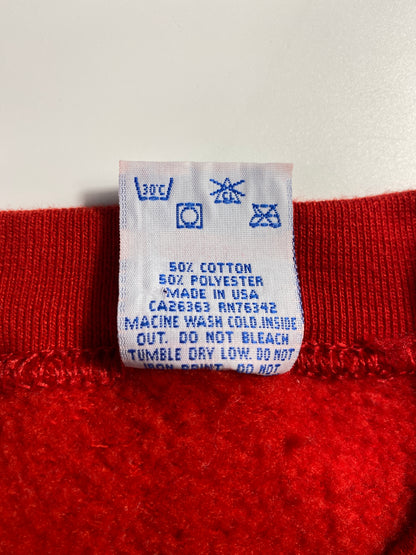 30°C CL
50% COTTON
50% POLYESTER
MADE IN USA
CA26363 RN76342
MACINE WASH COLD.INSIDE
OUT. DO NOT BLEACH
TUMBLE DRY LOW. DO NOT
IRON PRINT. DO NOT